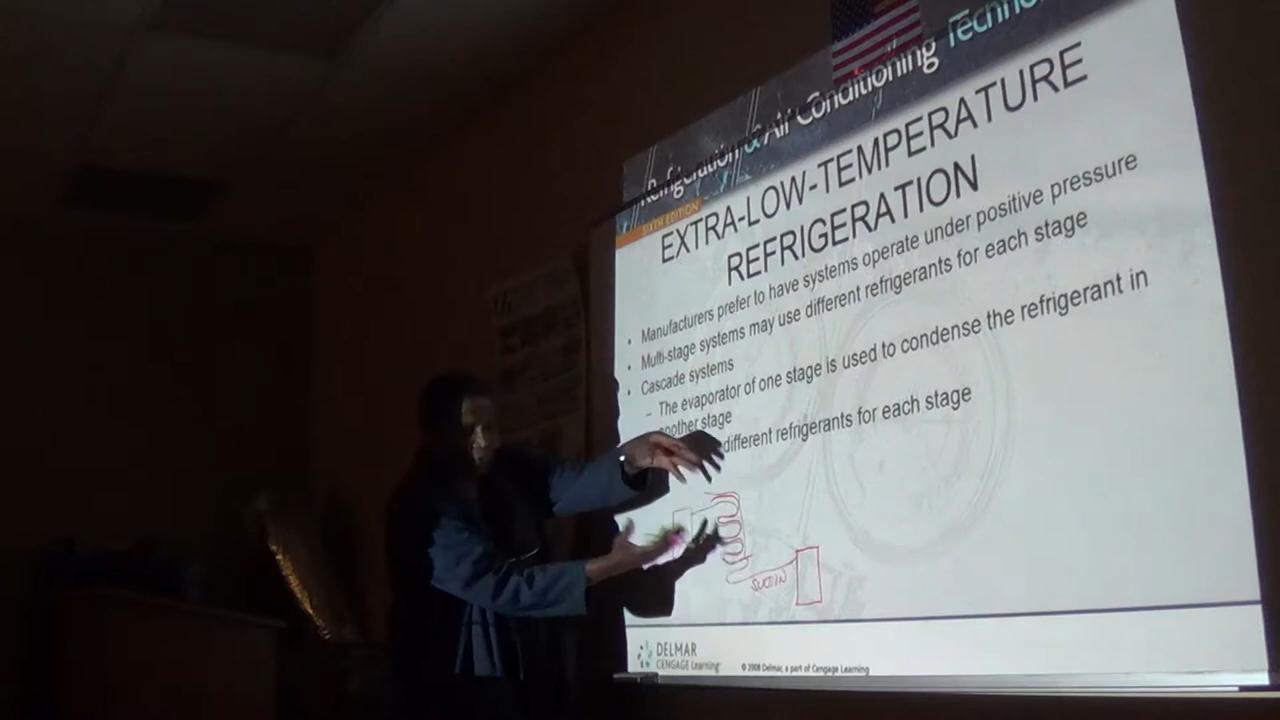 Refrigeration & Air Conditioning
SIXTH EDITION
EXTRA-LOW-TEMPERATURE
REFRIGERATION
• Manufacturers prefer to have systems operate under positive pressure
• Multi-stage systems may use different refrigerants for each stage
• Cascade systems
– The evaporator of one stage is used to condense the refrigerant in
another stage
different refrigerants for each stage
DELMAR
CENGAGE Learning
© 2008 Delmar, a part of Cengage Learning